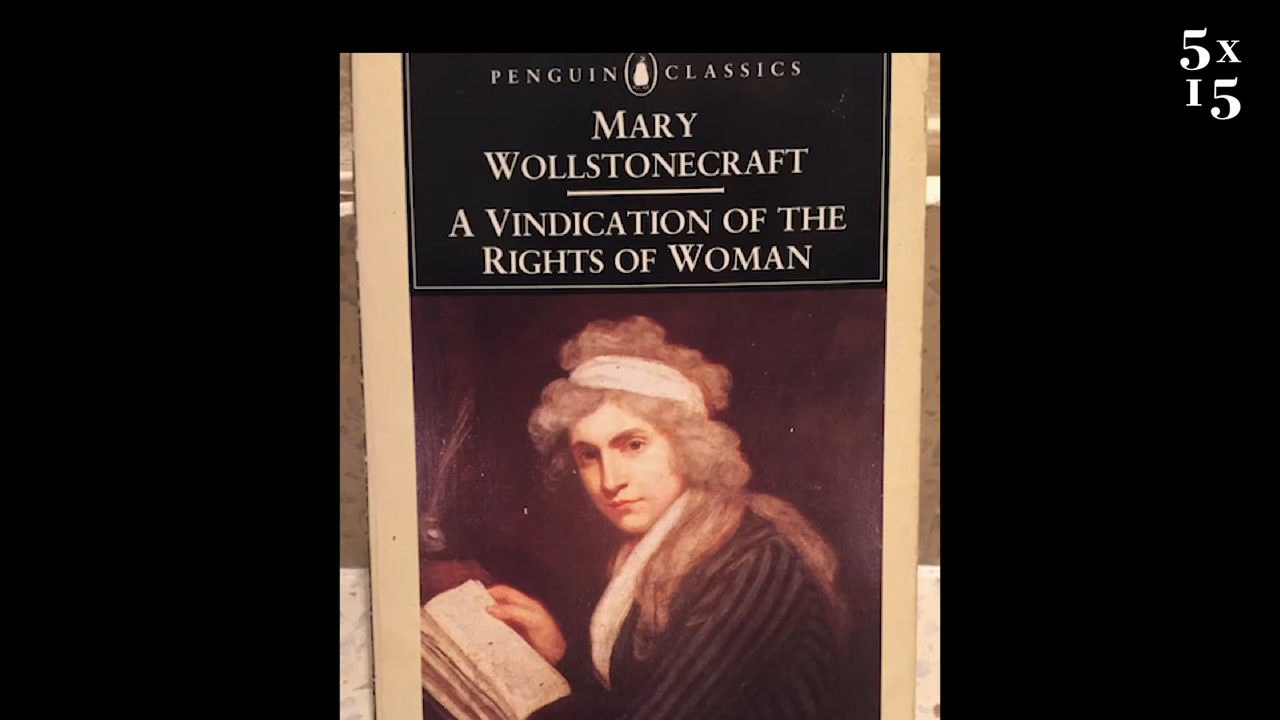 PENGUIN CLASSICS
MARY
WOLLSTONECRAFT
A VINDICATION OF THE
RIGHTS OF WOMAN
5x
15